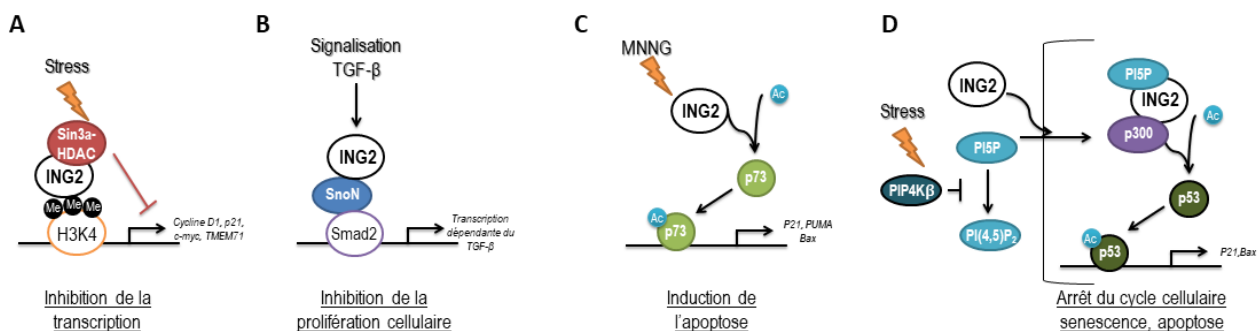 A
Stress
Sin3a-
HDAC
ING2
Me Me Me
H3K4
Cycline D1, p21,
c-myc, TMEM71
Inhibition de la
transcription
B
Signalisation
TGF-β
ING2
SnoN
Smad2
Transcription
dépendante du
TGF-β
Inhibition de la
prolifération cellulaire
C
MNNG
ING2
Ac
p73
Ac
p73
P21, PUMA
Bax
Induction de
l'apoptose
D
Stress
PIP4Kβ
ING2
PI5P
PI(4,5)P₂
PI5P
ING2
p300
Ac
p53
Ac
p53
P21,Bax
Arrêt du cycle cellulaire
senescence, apoptose